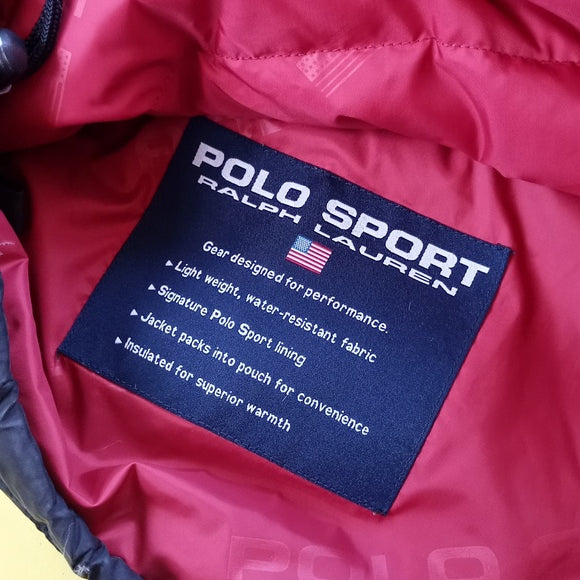 POLO SPORT
RALPH LAUREN
Gear designed for performance.
▸ Light weight, water-resistant fabric
▸ Signature Polo Sport lining
▸ Jacket packs into pouch for convenience
▸ Insulated for superior warmth
POLO SPO